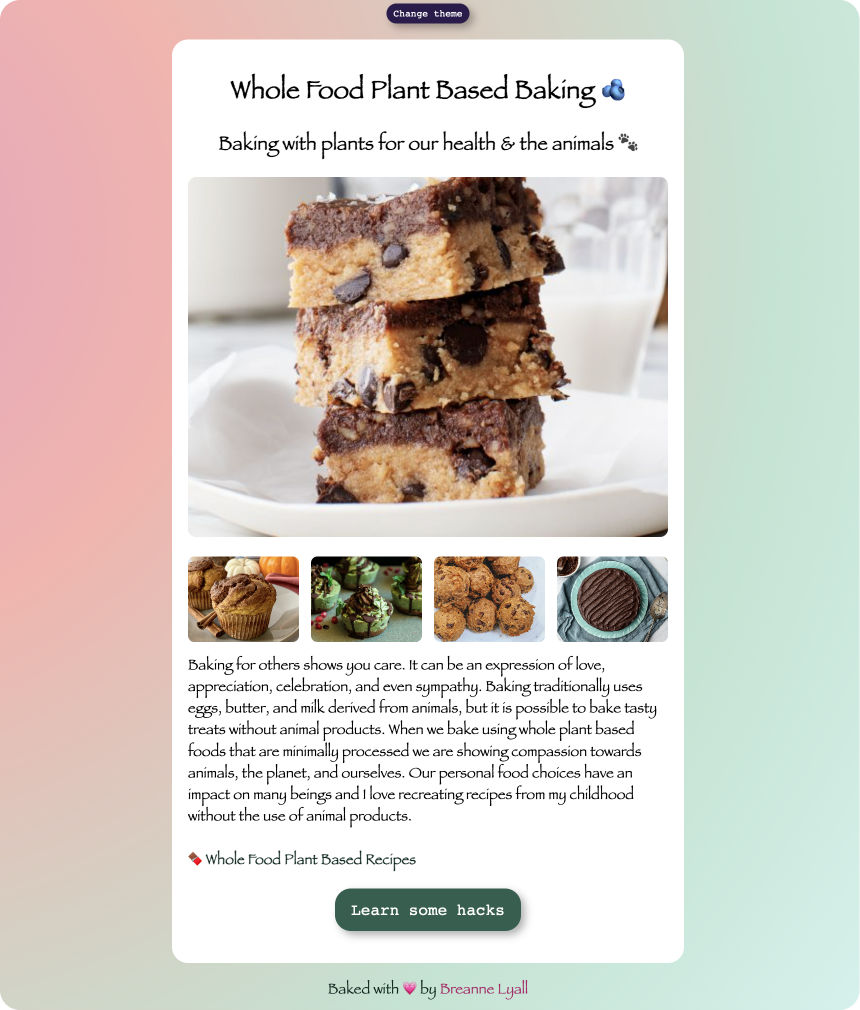 Change theme
Whole Food Plant Based Baking 🫐
Baking with plants for our health & the animals 🐾
Baking for others shows you care. It can be an expression of love,
appreciation, celebration, and even sympathy. Baking traditionally uses
eggs, butter, and milk derived from animals, but it is possible to bake tasty
treats without animal products. When we bake using whole plant based
foods that are minimally processed we are showing compassion towards
animals, the planet, and ourselves. Our personal food choices have an
impact on many beings and I love recreating recipes from my childhood
without the use of animal products.
🍫 Whole Food Plant Based Recipes
Learn some hacks
Baked with 💗 by Breanne Lyall